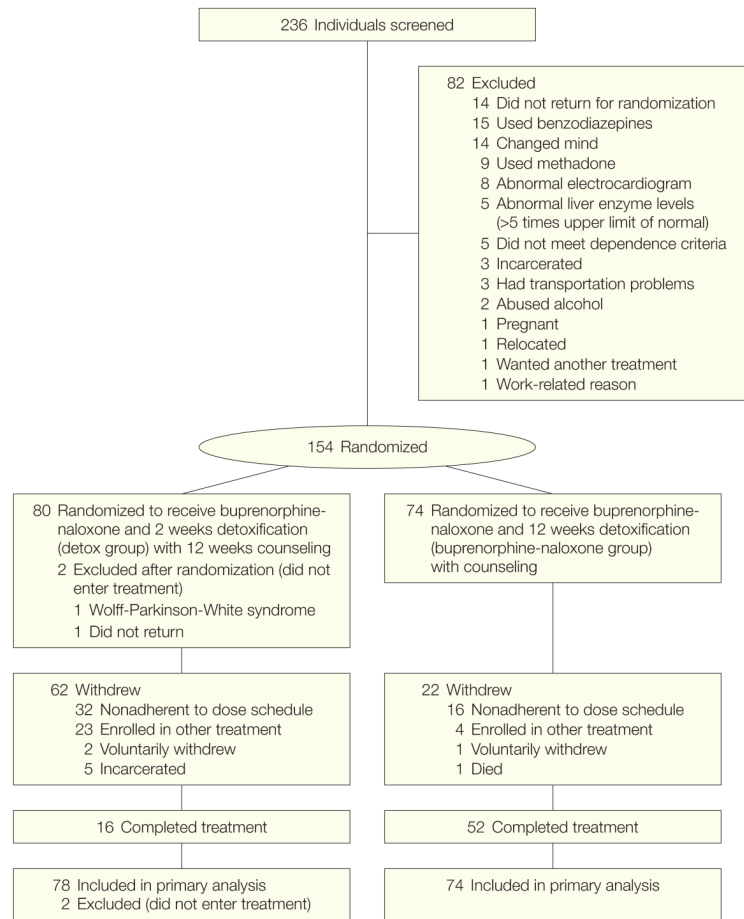 236 Individuals screened
82 Excluded
14 Did not return for randomization
15 Used benzodiazepines
14 Changed mind
9 Used methadone
8 Abnormal electrocardiogram
5 Abnormal liver enzyme levels
(>5 times upper limit of normal)
5 Did not meet dependence criteria
3 Incarcerated
3 Had transportation problems
2 Abused alcohol
1 Pregnant
1 Relocated
1 Wanted another treatment
1 Work-related reason
154 Randomized
80 Randomized to receive buprenorphine-
naloxone and 2 weeks detoxification
(detox group) with 12 weeks counseling
2 Excluded after randomization (did not
enter treatment)
1 Wolff-Parkinson-White syndrome
1 Did not return
74 Randomized to receive buprenorphine-
naloxone and 12 weeks detoxification
(buprenorphine-naloxone group)
with counseling
62 Withdrew
32 Nonadherent to dose schedule
23 Enrolled in other treatment
2 Voluntarily withdrew
5 Incarcerated
22 Withdrew
16 Nonadherent to dose schedule
4 Enrolled in other treatment
1 Voluntarily withdrew
1 Died
16 Completed treatment
52 Completed treatment
78 Included in primary analysis
2 Excluded (did not enter treatment)
74 Included in primary analysis